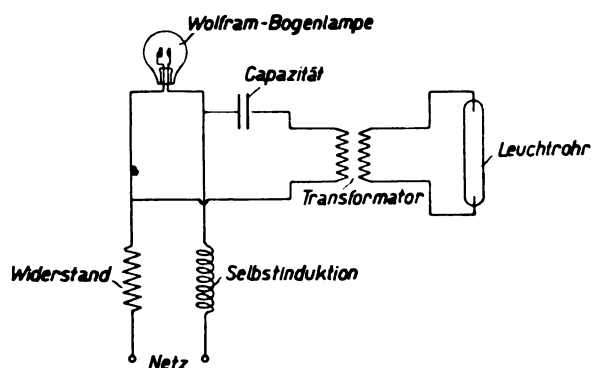 Wolfram-Bogenlampe
Capazität
Leuchtrohr
Transformator
Widerstand
Selbstinduktion
Netz